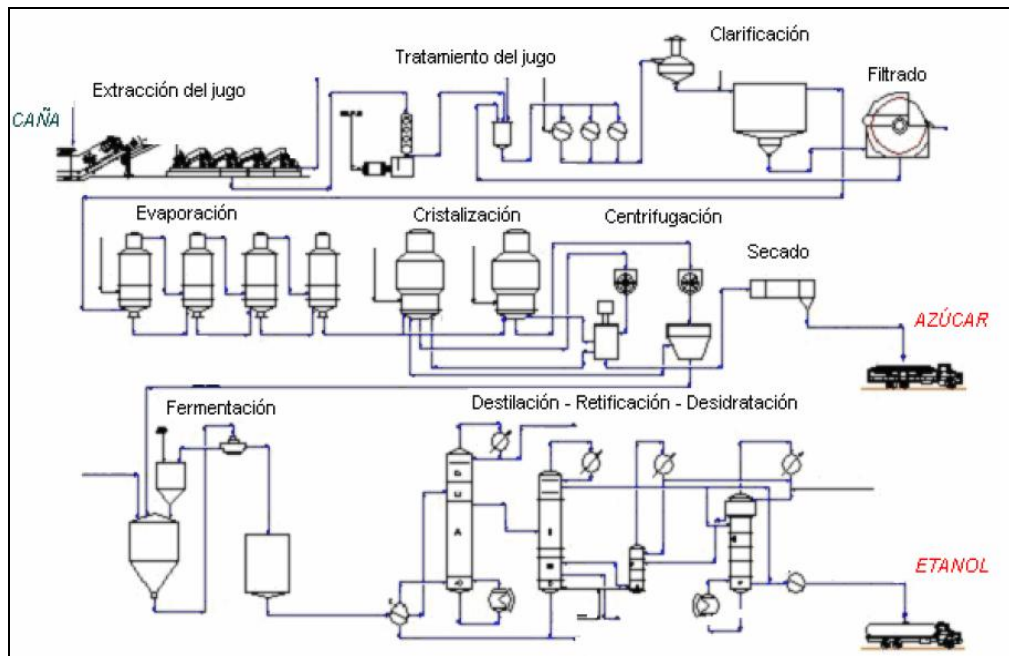 Clarificación
Tratamiento del jugo
Filtrado
Extracción del jugo
CAÑA
Evaporación
Cristalización
Centrifugación
Secado
AZÚCAR
Fermentación
Destilación - Retificación - Desidratación
A
ETANOL